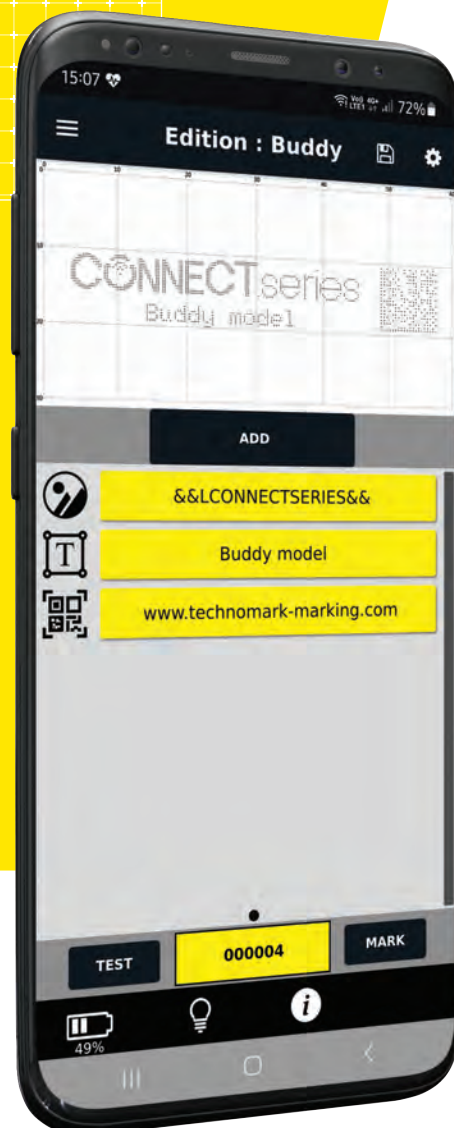 15:07
72%
Edition : Buddy
CONNECTseries
Buddy model
ADD
&&LCONNECTSERIES&&
T
Buddy model
www.technomark-marking.com
TEST
000004
MARK
i
49%